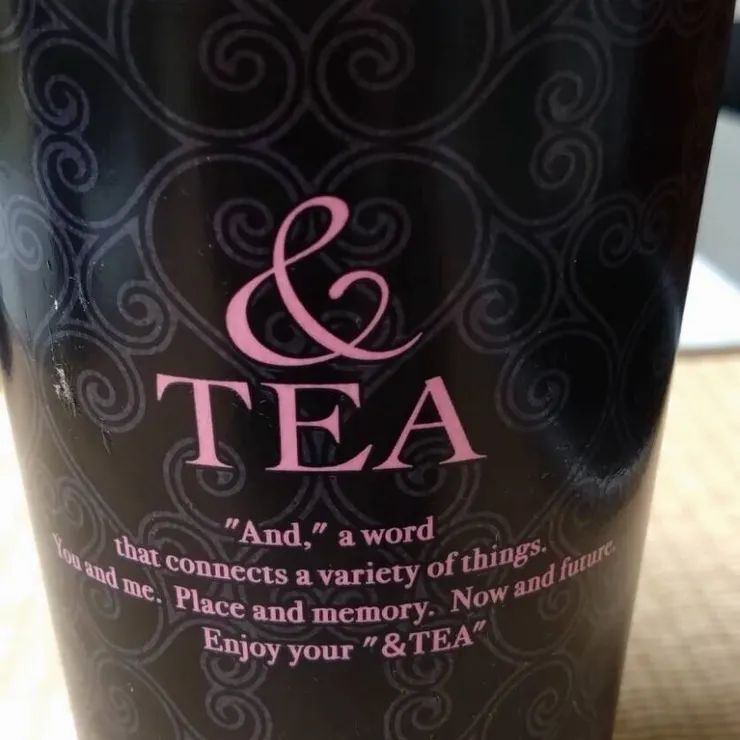 &
TEA
"And," a word
that connects a variety of things.
You and me. Place and memory. Now and future.
Enjoy your "&TEA"